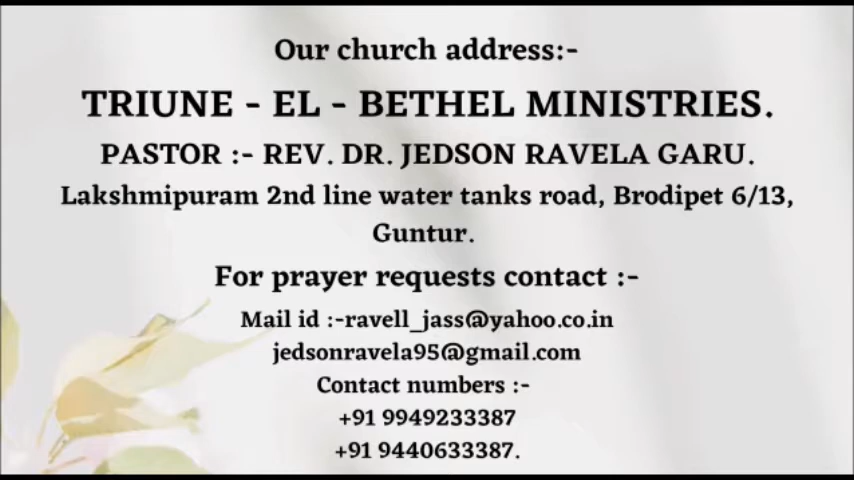 Our church address:-
TRIUNE - EL - BETHEL MINISTRIES.
PASTOR :- REV. DR. JEDSON RAVELA GARU.
Lakshmipuram 2nd line water tanks road, Brodipet 6/13,
Guntur.
For prayer requests contact :-
Mail id :-ravell_jass@yahoo.co.in
jedsonravela95@gmail.com
Contact numbers :-
+91 9949233387
+91 9440633387.